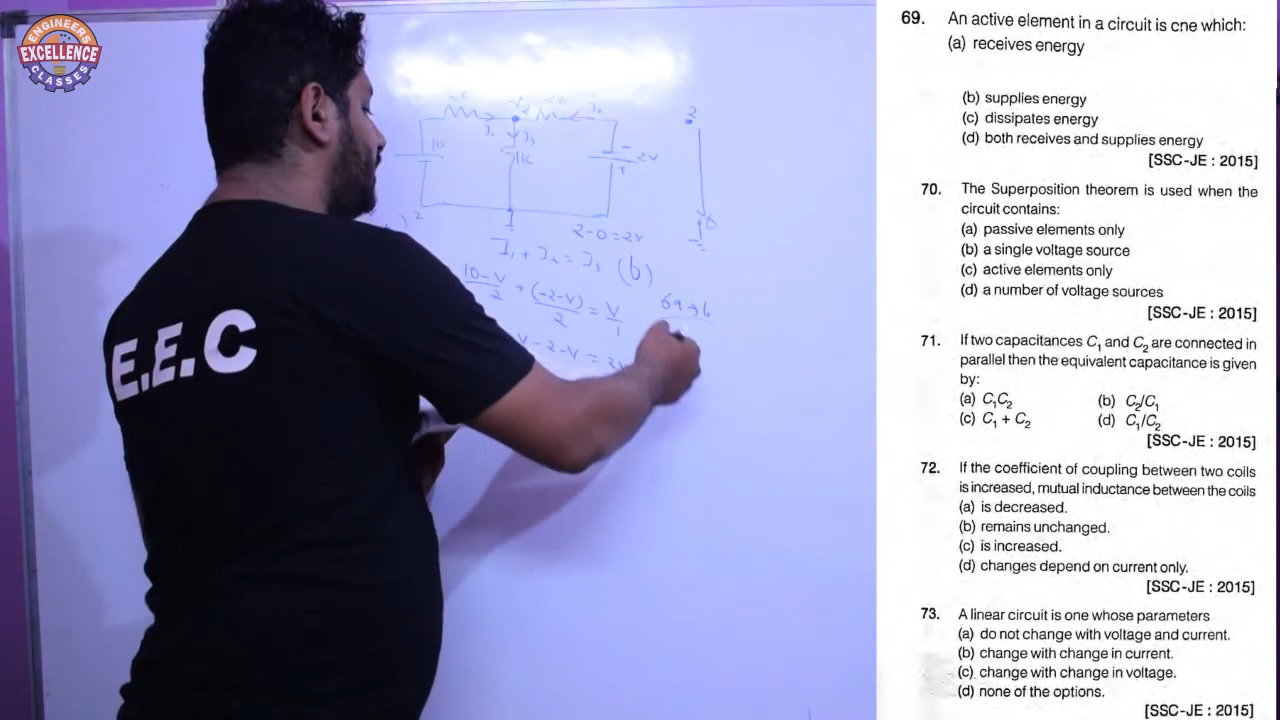 ENGINEERS
EXCELLENCE
CLASSES
E.E.C
10
1K
2V
2-0=2V
I₁ + I₂ = I₃ (b)
10-V/2 + (-2-V)/2 = V/1
V - 2 - V = 2
69→b
69. An active element in a circuit is one which:
(a) receives energy
(b) supplies energy
(c) dissipates energy
(d) both receives and supplies energy
[SSC-JE : 2015]
70. The Superposition theorem is used when the
circuit contains:
(a) passive elements only
(b) a single voltage source
(c) active elements only
(d) a number of voltage sources
[SSC-JE : 2015]
71. If two capacitances C₁ and C₂ are connected in
parallel then the equivalent capacitance is given
by:
(a) C₁C₂ (b) C₂/C₁
(c) C₁ + C₂ (d) C₁/C₂
[SSC-JE : 2015]
72. If the coefficient of coupling between two coils
is increased, mutual inductance between the coils
(a) is decreased.
(b) remains unchanged.
(c) is increased.
(d) changes depend on current only.
[SSC-JE : 2015]
73. A linear circuit is one whose parameters
(a) do not change with voltage and current.
(b) change with change in current.
(c) change with change in voltage.
(d) none of the options.
[SSC-JE : 2015]